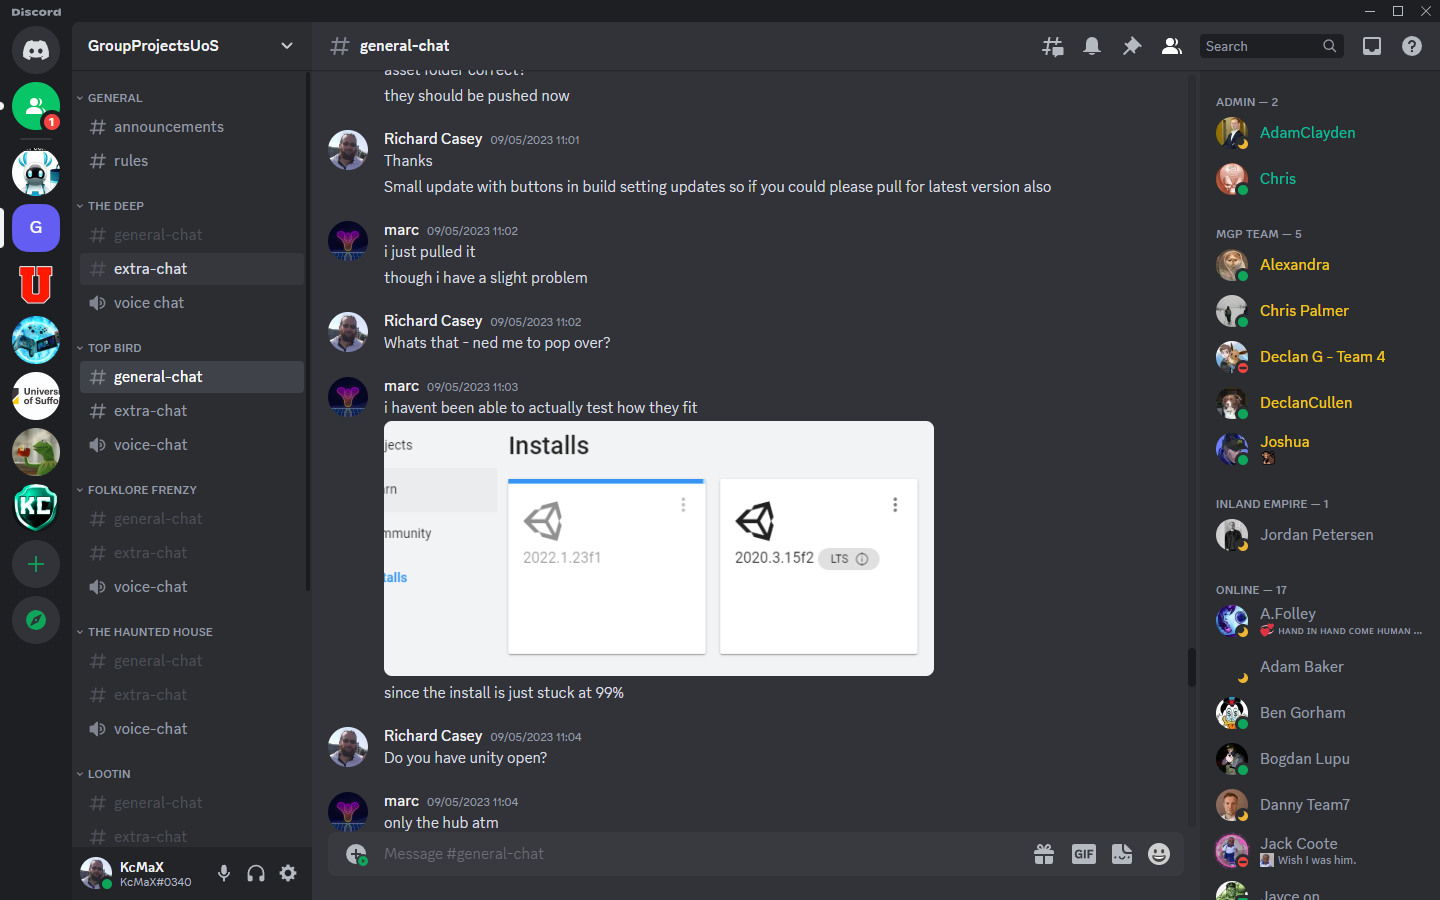 Discord
GroupProjectsUoS
GENERAL
announcements
rules
THE DEEP
general-chat
extra-chat
voice chat
TOP BIRD
general-chat
extra-chat
voice-chat
FOLKLORE FRENZY
general-chat
extra-chat
voice-chat
THE HAUNTED HOUSE
general-chat
extra-chat
voice-chat
LOOTIN
general-chat
extra-chat
KcMaX
KcMaX#0340
1
G
U
Univers
of Suffo
KC
general-chat
Search
asset folder correct?
they should be pushed now
Richard Casey 09/05/2023 11:01
Thanks
Small update with buttons in build setting updates so if you could please pull for latest version also
marc 09/05/2023 11:02
i just pulled it
though i have a slight problem
Richard Casey 09/05/2023 11:02
Whats that - ned me to pop over?
marc 09/05/2023 11:03
i havent been able to actually test how they fit
jects
rn
mmunity
talls
Installs
2022.1.23f1
2020.3.15f2 LTS
since the install is just stuck at 99%
Richard Casey 09/05/2023 11:04
Do you have unity open?
marc 09/05/2023 11:04
only the hub atm
Message #general-chat
GIF
ADMIN — 2
AdamClayden
Chris
MGP TEAM — 5
Alexandra
Chris Palmer
Declan G - Team 4
DeclanCullen
Joshua
INLAND EMPIRE — 1
Jordan Petersen
ONLINE — 17
A.Folley
ʜᴀɴᴅ ɪɴ ʜᴀɴᴅ ᴄᴏᴍᴇ ʜᴜᴍᴀɴ ...
Adam Baker
Ben Gorham
Bogdan Lupu
Danny Team7
Jack Coote
Wish I was him.
Jayce on